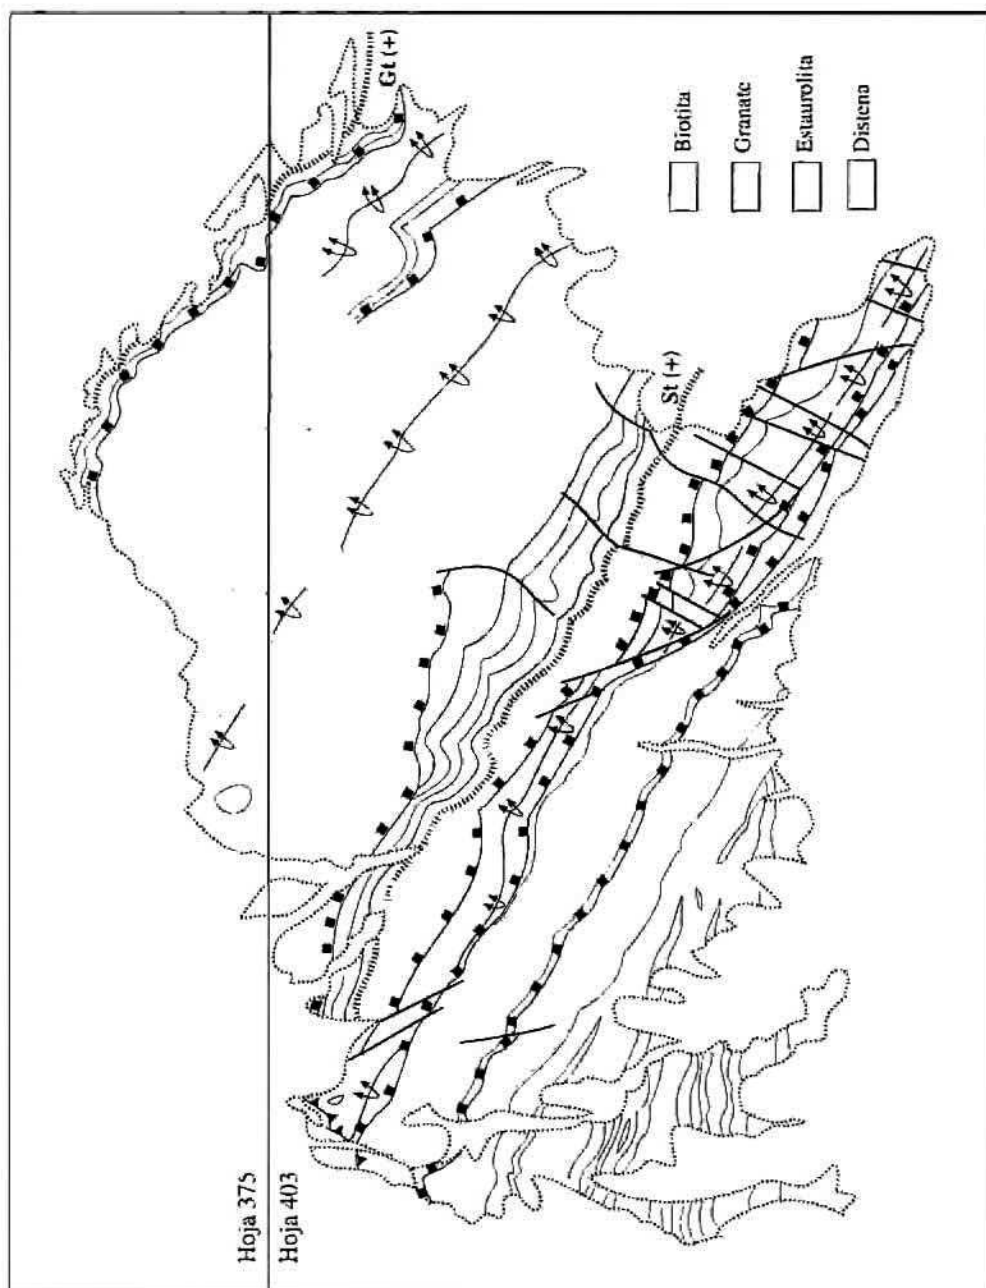 Hoja 375
Hoja 403
Gt (+)
St (+)
Biotita
Granate
Estaurolita
Distena